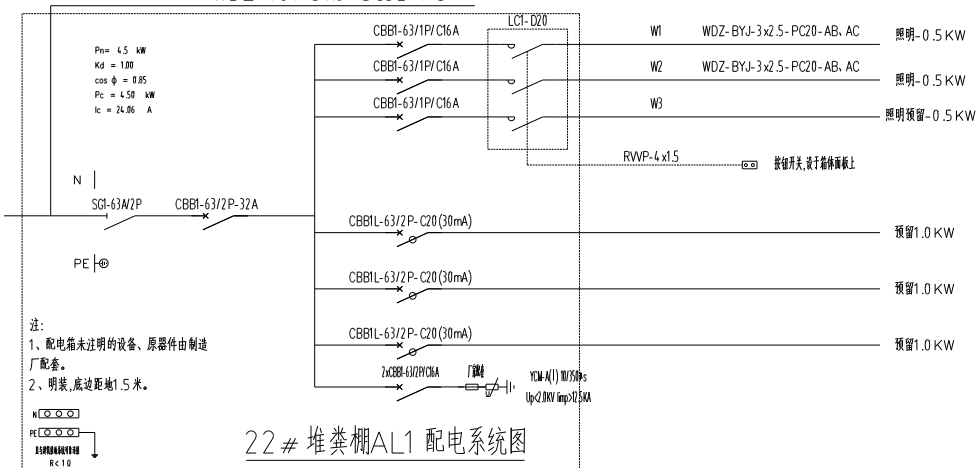 CBB1-63/1P/C16A
LC1-D20
W1
WDZ-BYJ-3x2.5-PC20-AB、AC
照明-0.5KW
Pn= 4.5 kW
Kd = 1.00
cos ϕ = 0.85
Pc = 4.50 kW
Ic = 24.06 A
CBB1-63/1P/C16A
W2
WDZ-BYJ-3x2.5-PC20-AB、AC
照明-0.5KW
CBB1-63/1P/C16A
W3
照明预留-0.5KW
RVVP-4x1.5
按钮开关,设于箱体面板上
N
SG1-63A/2P
CBB1-63/2P-32A
CBB1L-63/2P-C20(30mA)
预留1.0KW
PE
CBB1L-63/2P-C20(30mA)
预留1.0KW
注:
1、配电箱未注明的设备、原器件由制造
厂配套。
2、明装,底边距地1.5米。
CBB1L-63/2P-C20(30mA)
预留1.0KW
2xCBB1-63/2P/C16A
Up<2.0KV Iimp>12.5KA
N
PE
R<1Ω
22#堆粪棚AL1配电系统图